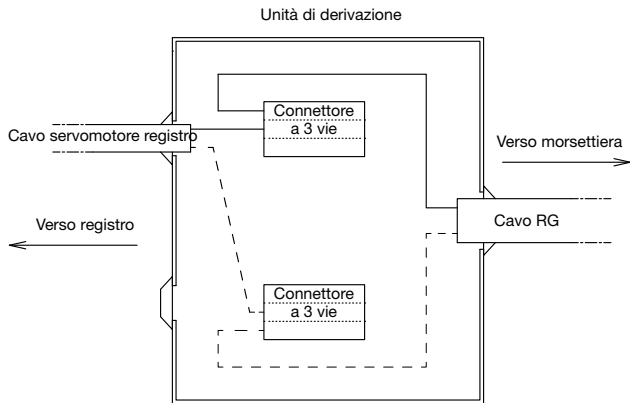 Unità di derivazione
Connettore
a 3 vie
Cavo servomotore registro
Verso morsettiera
Verso registro
Cavo RG
Connettore
a 3 vie